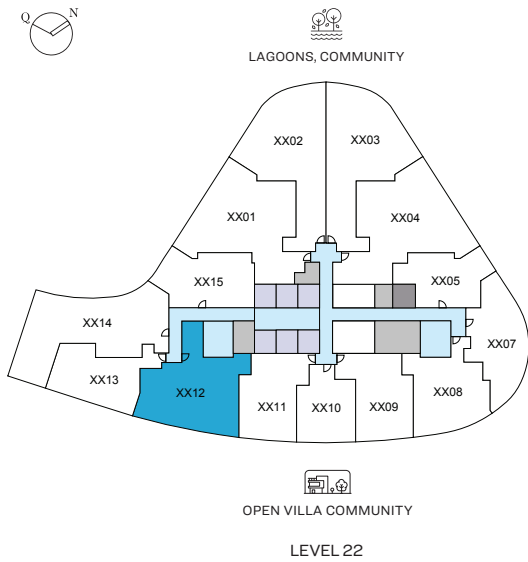 Q N
LAGOONS, COMMUNITY
XX02 XX03
XX01 XX04
XX15 XX05
XX14 XX07
XX13 XX12 XX11 XX10 XX09 XX08
OPEN VILLA COMMUNITY
LEVEL 22